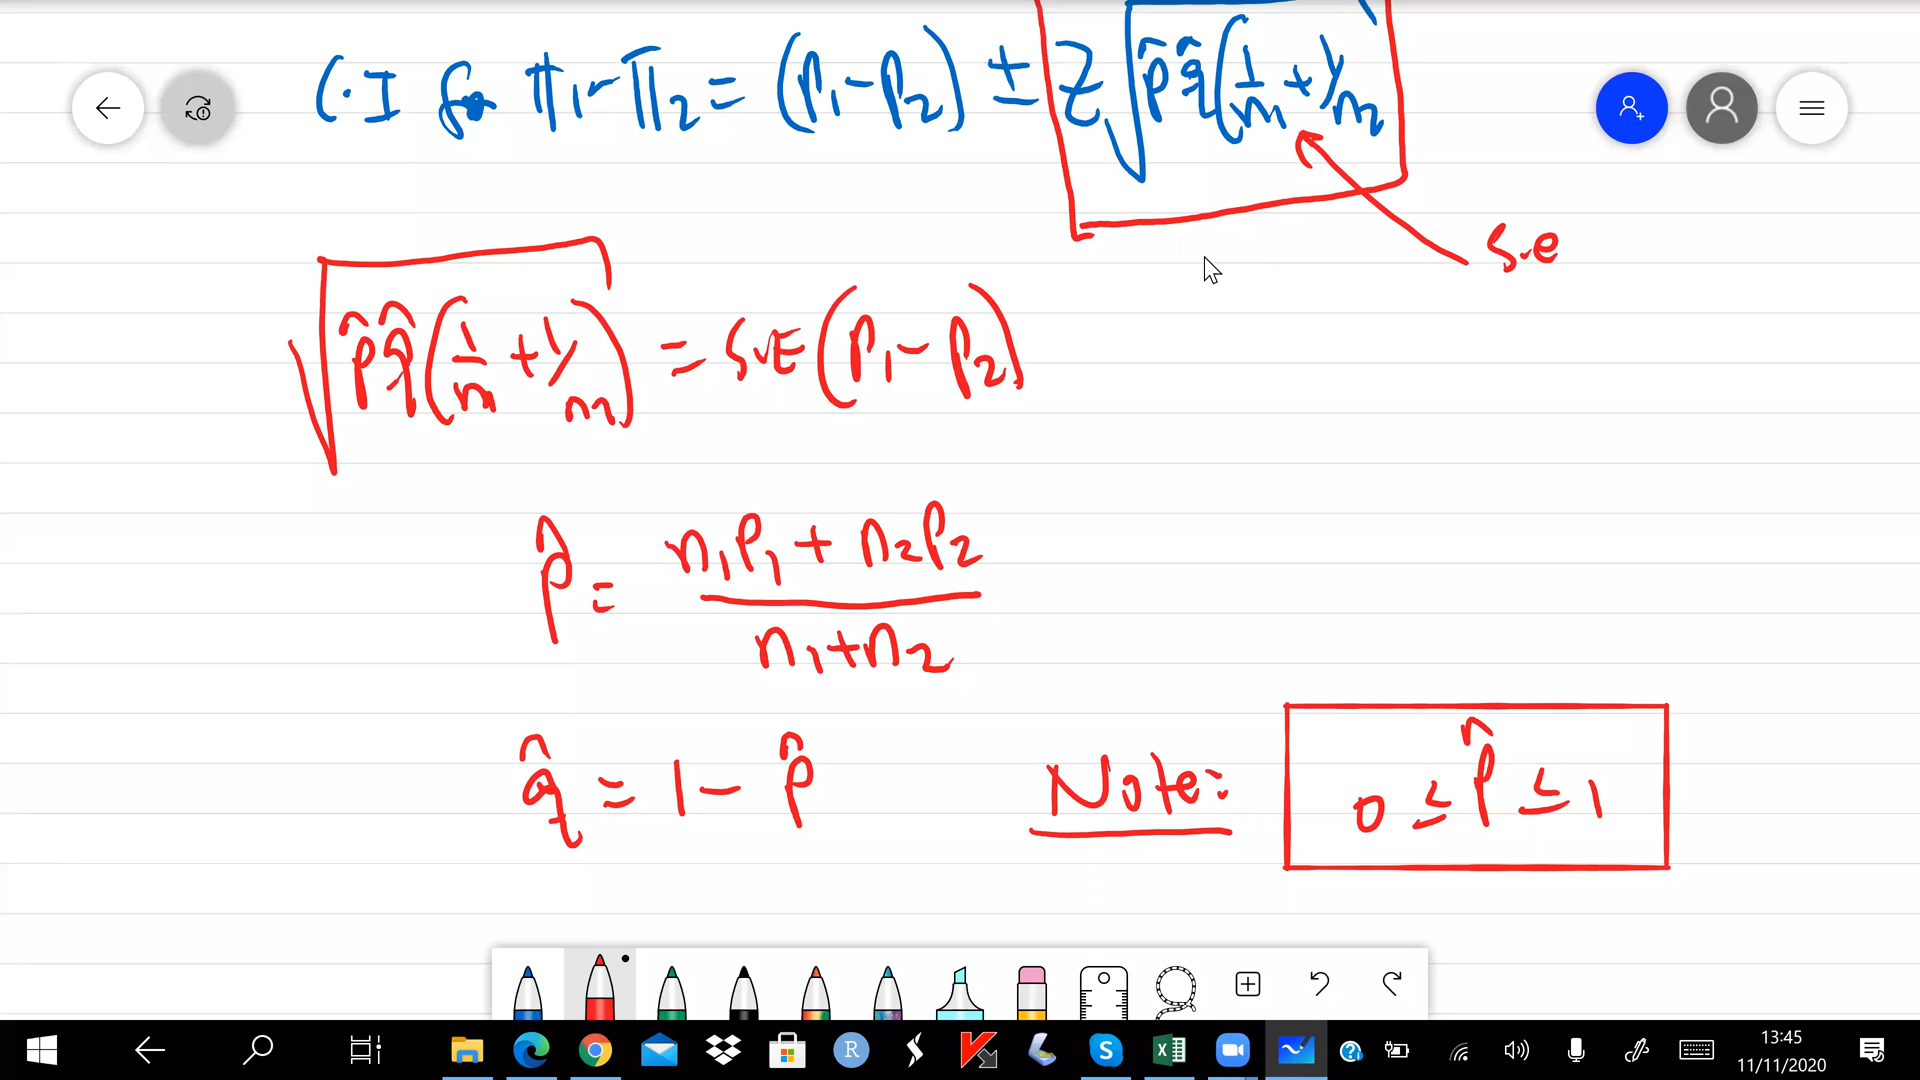 C.I for π1-π2 = (P1-P2) ± Z√p̂q̂(1/n1 + 1/n2
S.e
√p̂q̂(1/n1 + 1/n2) = S.E(P1-P2)
p̂ = n1P1 + n2P2 / n1+n2
q̂ = 1 - p̂
Note: 0 ≤ p̂ ≤ 1
R
13:45
11/11/2020